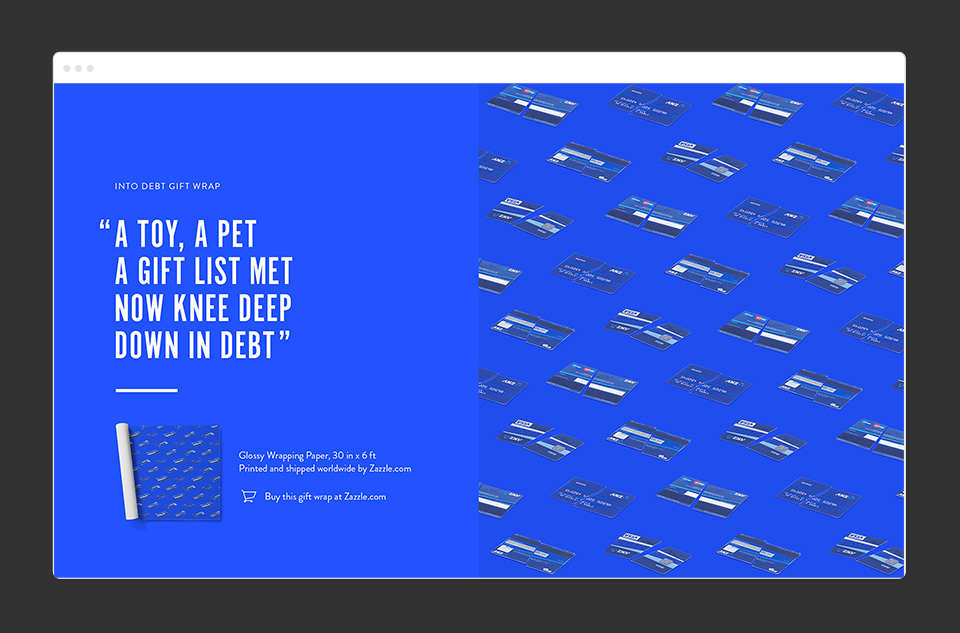 INTO DEBT GIFT WRAP
“A TOY, A PET
A GIFT LIST MET
NOW KNEE DEEP
DOWN IN DEBT”
Glossy Wrapping Paper, 30 in x 6 ft
Printed and shipped worldwide by Zazzle.com
Buy this gift wrap at Zazzle.com